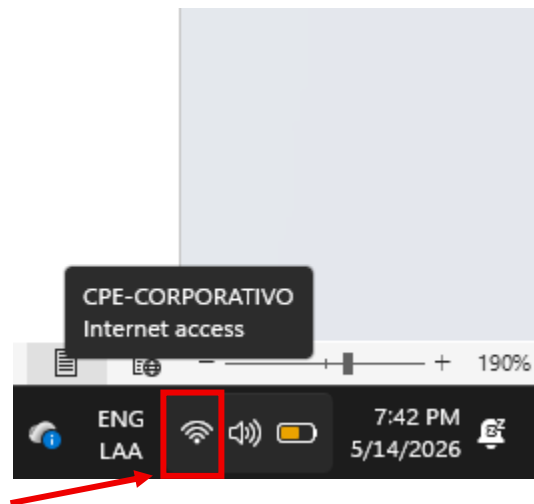 CPE-CORPORATIVO
Internet access
190%
ENG
LAA
7:42 PM
5/14/2026